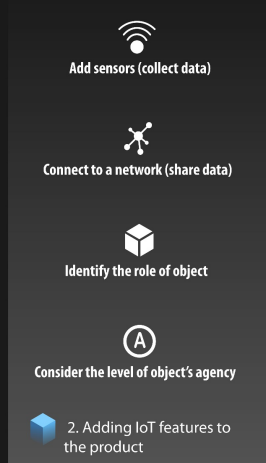 Add sensors (collect data)
Connect to a network (share data)
Identify the role of object
A
Consider the level of object's agency
2. Adding IoT features to
the product